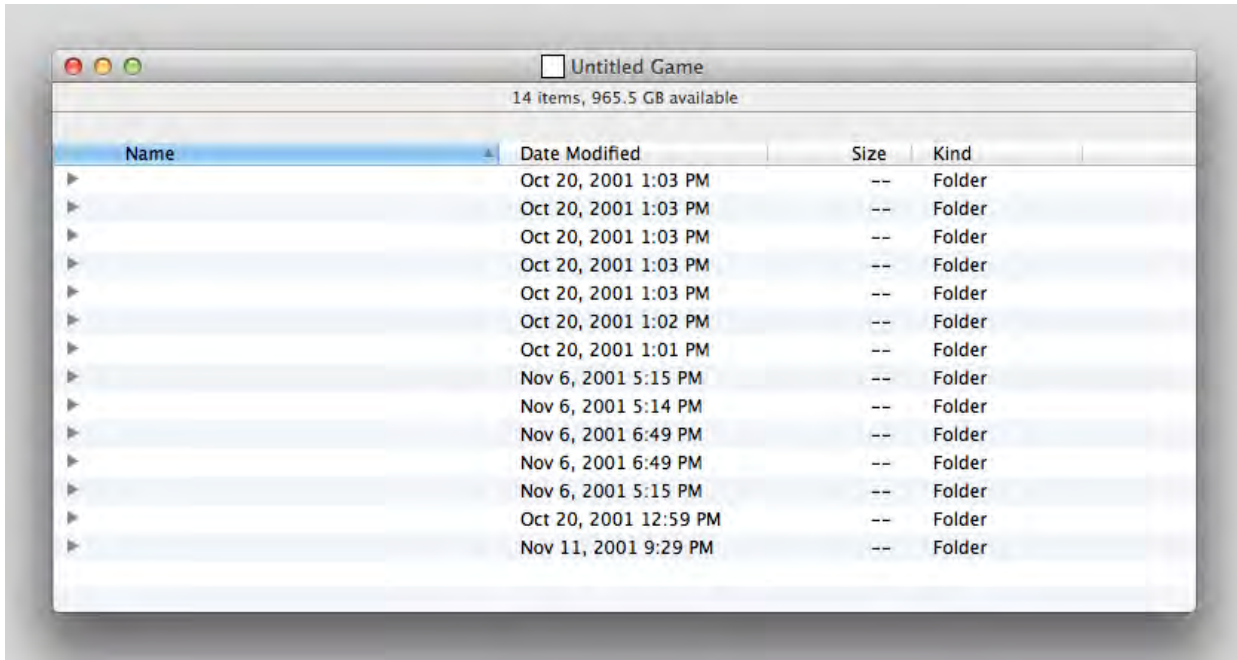 Untitled Game
14 items, 965.5 GB available
Name Date Modified Size Kind
Oct 20, 2001 1:03 PM -- Folder
Oct 20, 2001 1:03 PM -- Folder
Oct 20, 2001 1:03 PM -- Folder
Oct 20, 2001 1:03 PM -- Folder
Oct 20, 2001 1:03 PM -- Folder
Oct 20, 2001 1:02 PM -- Folder
Oct 20, 2001 1:01 PM -- Folder
Nov 6, 2001 5:15 PM -- Folder
Nov 6, 2001 5:14 PM -- Folder
Nov 6, 2001 6:49 PM -- Folder
Nov 6, 2001 6:49 PM -- Folder
Nov 6, 2001 5:15 PM -- Folder
Oct 20, 2001 12:59 PM -- Folder
Nov 11, 2001 9:29 PM -- Folder